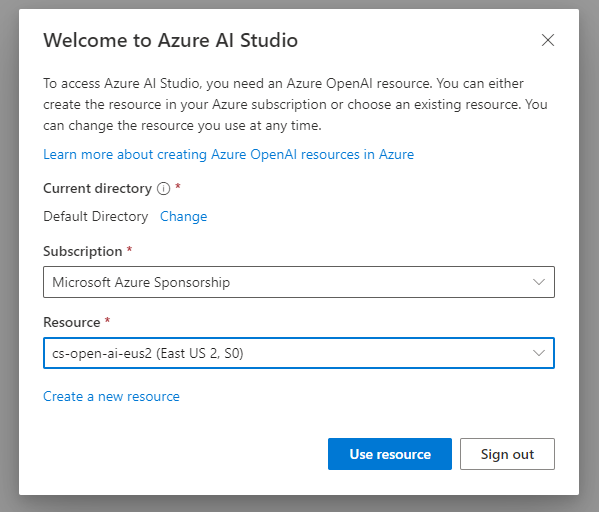 Welcome to Azure AI Studio
To access Azure AI Studio, you need an Azure OpenAI resource. You can either
create the resource in your Azure subscription or choose an existing resource. You
can change the resource you use at any time.
Learn more about creating Azure OpenAI resources in Azure
Current directory *
Default Directory Change
Subscription *
Microsoft Azure Sponsorship
Resource *
cs-open-ai-eus2 (East US 2, S0)
Create a new resource
Use resource Sign out